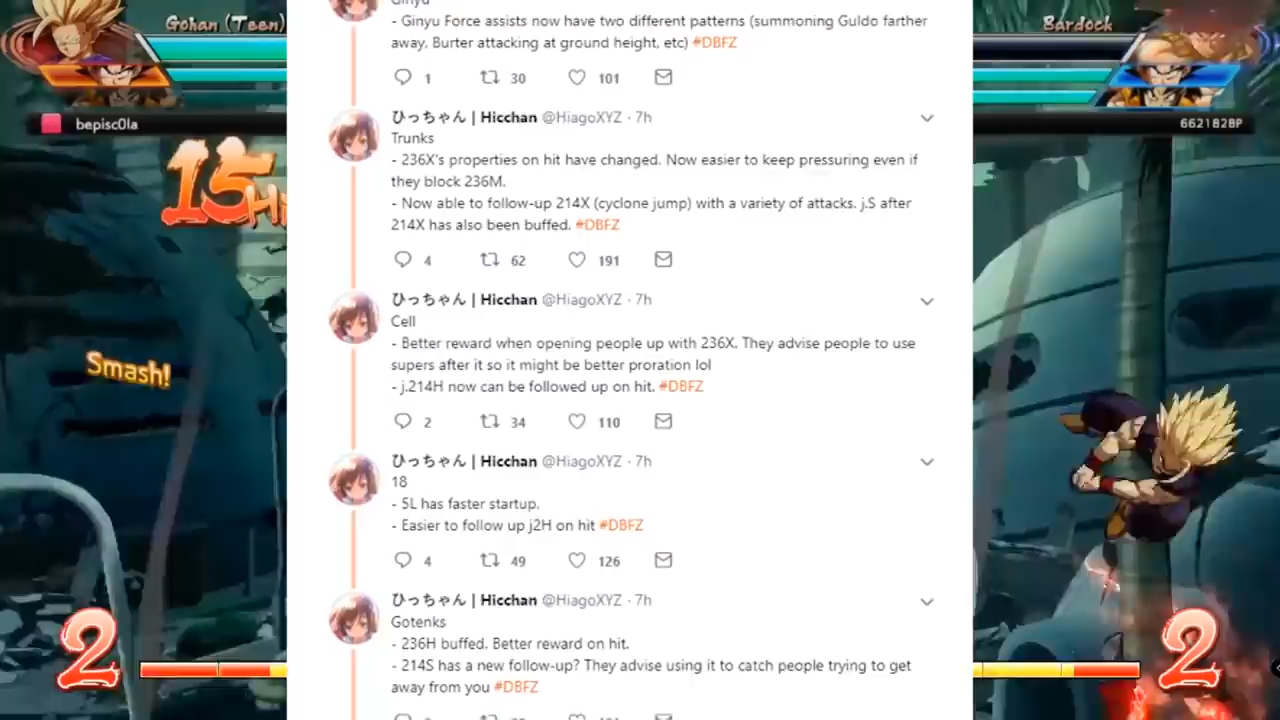 Gohan (Teen)
Bardock
bepisc0la
662182BP
15 Hi
Smash!
2
2
Ginyu
- Ginyu Force assists now have two different patterns (summoning Guldo farther
away. Burter attacking at ground height, etc) #DBFZ
1 30 101
ひっちゃん | Hicchan @HiagoXYZ · 7h
Trunks
- 236X's properties on hit have changed. Now easier to keep pressuring even if
they block 236M.
- Now able to follow-up 214X (cyclone jump) with a variety of attacks. j.S after
214X has also been buffed. #DBFZ
4 62 191
ひっちゃん | Hicchan @HiagoXYZ · 7h
Cell
- Better reward when opening people up with 236X. They advise people to use
supers after it so it might be better proration lol
- j.214H now can be followed up on hit. #DBFZ
2 34 110
ひっちゃん | Hicchan @HiagoXYZ · 7h
18
- 5L has faster startup.
- Easier to follow up j2H on hit #DBFZ
4 49 126
ひっちゃん | Hicchan @HiagoXYZ · 7h
Gotenks
- 236H buffed. Better reward on hit.
- 214S has a new follow-up? They advise using it to catch people trying to get
away from you #DBFZ